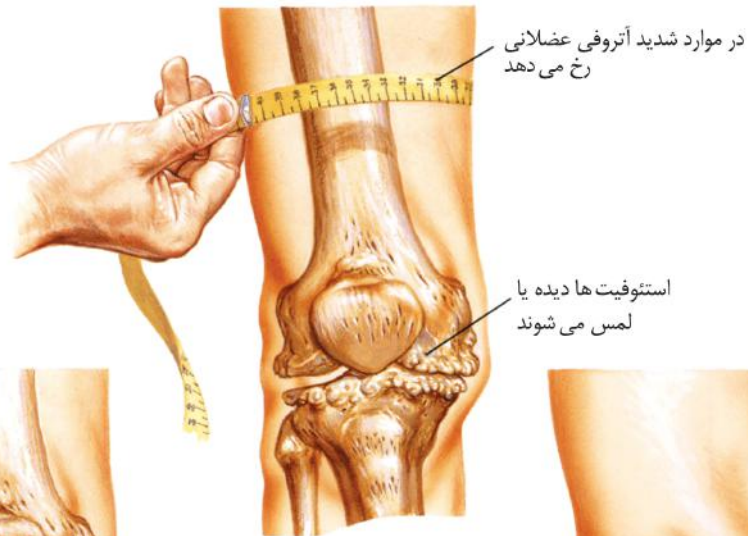 در موارد شدید آتروفی عضلانی
رخ می دهد
استئوفیت ها دیده یا
لمس می شوند